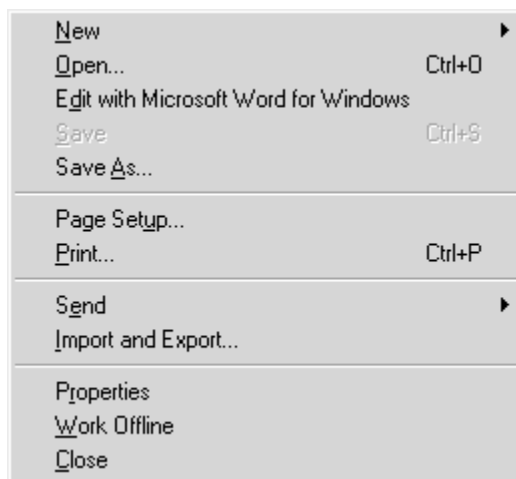 New
Open... Ctrl+O
Edit with Microsoft Word for Windows
Save Ctrl+S
Save As...
Page Setup...
Print... Ctrl+P
Send
Import and Export...
Properties
Work Offline
Close